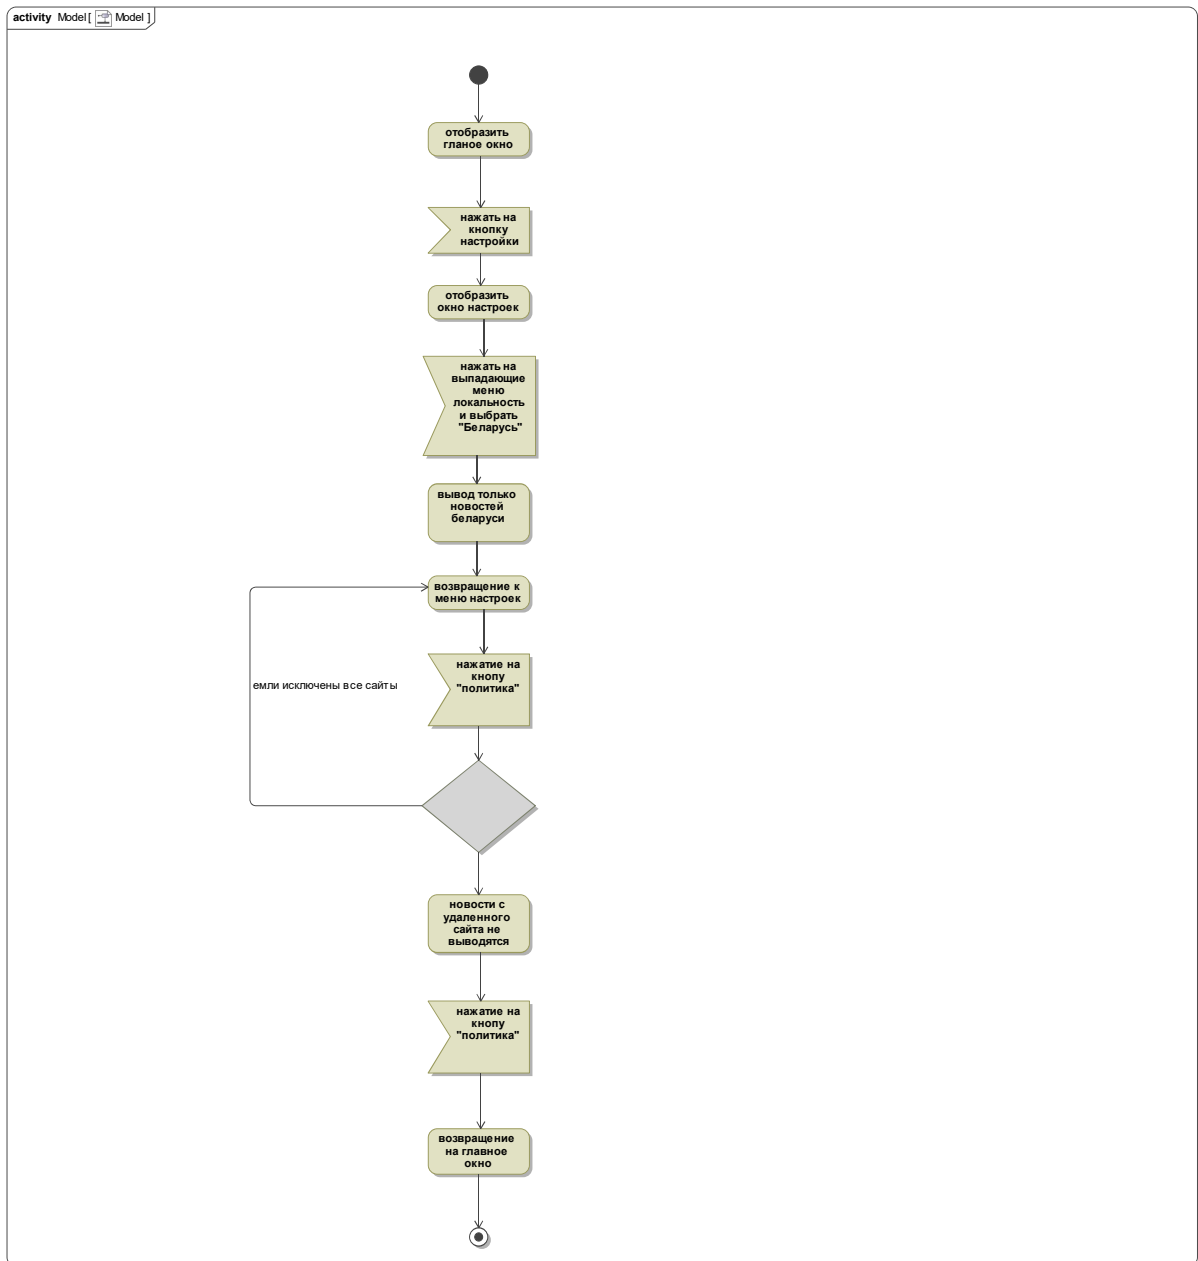 activity Model [ Model ]
отобразить
гланое окно
нажать на
кнопку
настройки
отобразить
окно настроек
нажать на
выпадающие
меню
локальность
и выбрать
"Беларусь"
вывод только
новостей
беларуси
возвращение к
меню настроек
нажатие на
кнопу
"политика"
емли исключены все сайты
новости с
удаленного
сайта не
выводятся
нажатие на
кнопу
"политика"
возвращение
на главное
окно